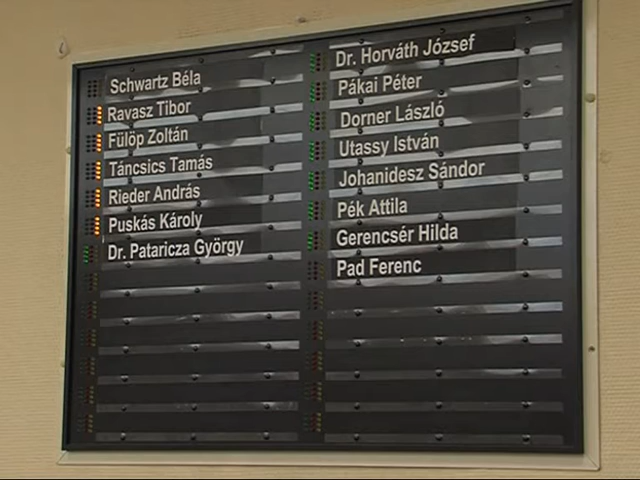 Schwartz Béla
Ravasz Tibor
Fülöp Zoltán
Táncsics Tamás
Rieder András
Puskás Károly
Dr. Pataricza György
Dr. Horváth József
Pákai Péter
Dorner László
Utassy István
Johanidesz Sándor
Pék Attila
Gerencsér Hilda
Pad Ferenc